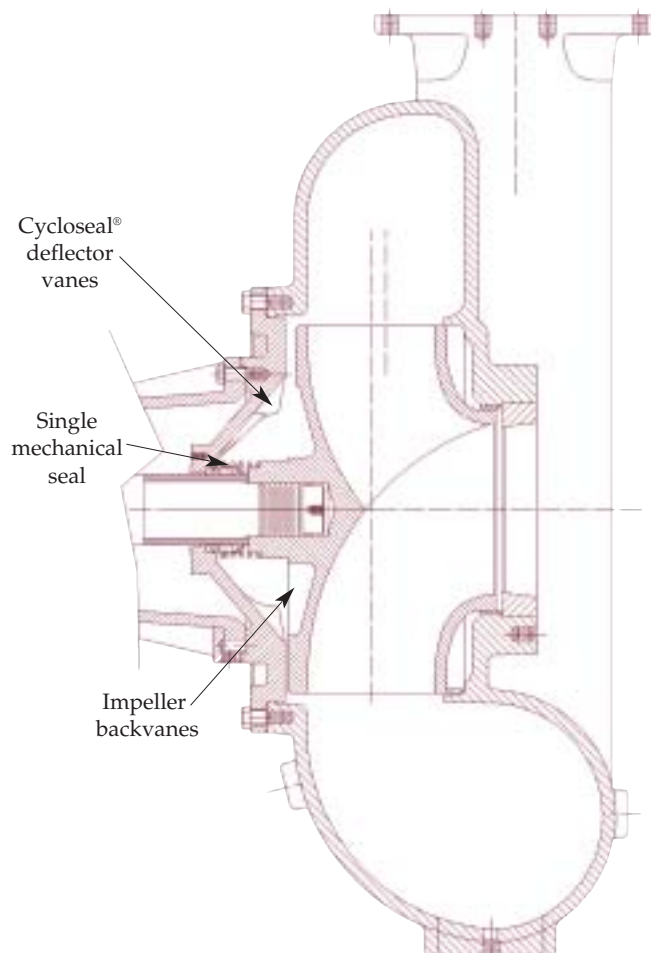 Cycloseal®
deflector
vanes
Single
mechanical
seal
Impeller
backvanes